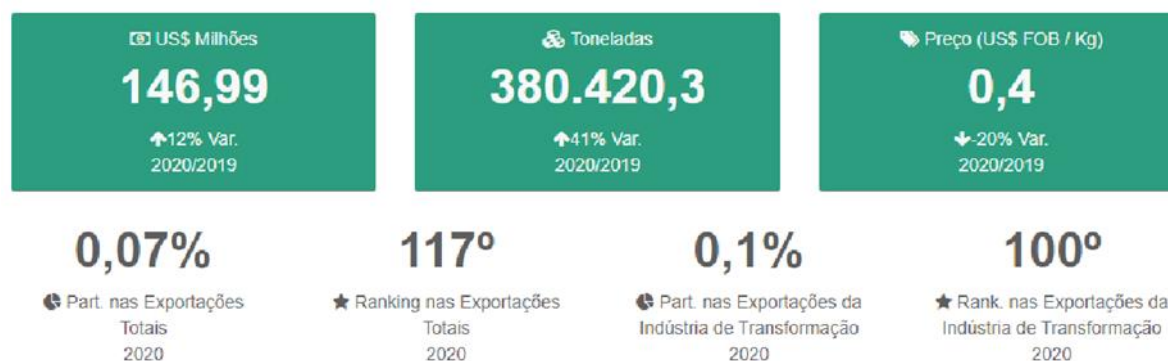 US$ Milhões
146,99
12% Var.
2020/2019
Toneladas
380.420,3
41% Var.
2020/2019
Preço (US$ FOB / Kg)
0,4
-20% Var.
2020/2019
0,07%
Part. nas Exportações
Totais
2020
117º
Ranking nas Exportações
Totais
2020
0,1%
Part. nas Exportações da
Indústria de Transformação
2020
100º
Rank. nas Exportações da
Indústria de Transformação
2020